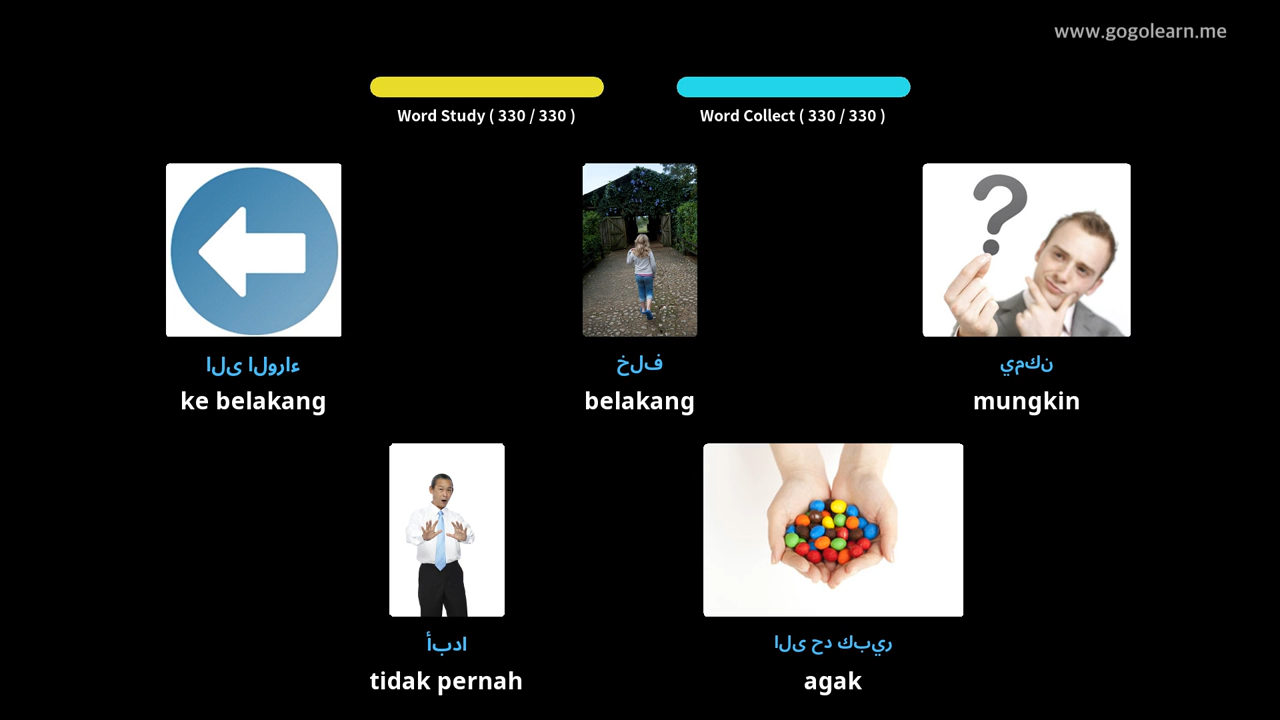 www.gogolearn.me
Word Study ( 330 / 330 )
Word Collect ( 330 / 330 )
الى الوراء
ke belakang
خلف
belakang
يمكن
mungkin
أبدا
tidak pernah
الى حد كبير
agak